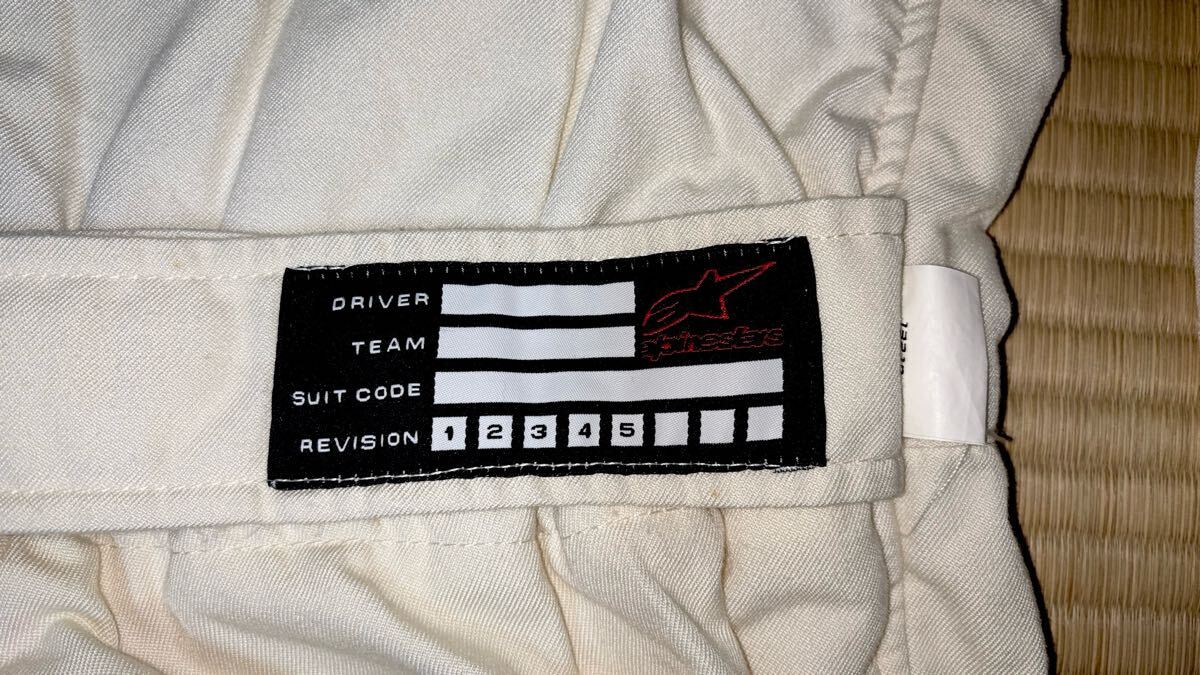 DRIVER
TEAM
alpinestars
SUIT CODE
REVISION 1 2 3 4 5